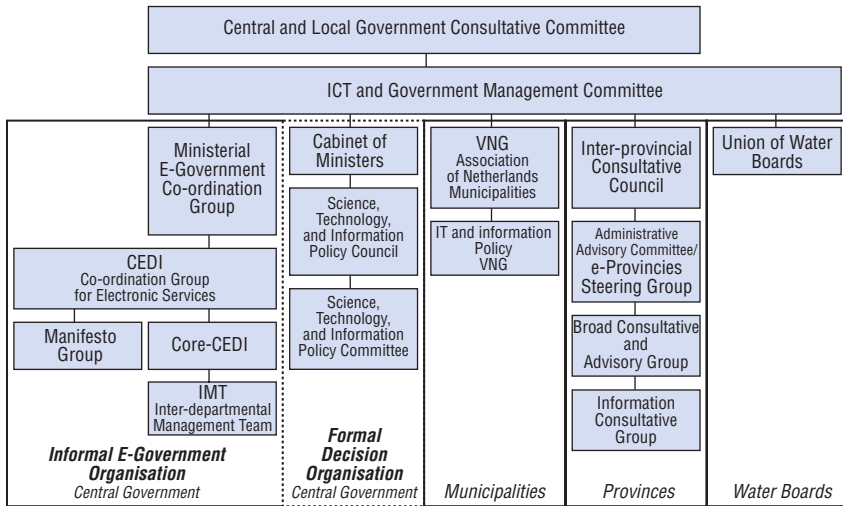 Central and Local Government Consultative Committee
ICT and Government Management Committee
Ministerial
E-Government
Co-ordination
Group
CEDI
Co-ordination Group
for Electronic Services
Manifesto
Group
Core-CEDI
IMT
Inter-departmental
Management Team
Informal E-Government
Organisation
Central Government
Cabinet of
Ministers
Science,
Technology,
and Information
Policy Council
Science,
Technology,
and Information
Policy Committee
Formal
Decision
Organisation
Central Government
VNG
Association
of Netherlands
Municipalities
IT and information
Policy
VNG
Municipalities
Inter-provincial
Consultative
Council
Administrative
Advisory Committee/
e-Provincies
Steering Group
Broad Consultative
and
Advisory Group
Information
Consultative
Group
Provinces
Union of Water
Boards
Water Boards